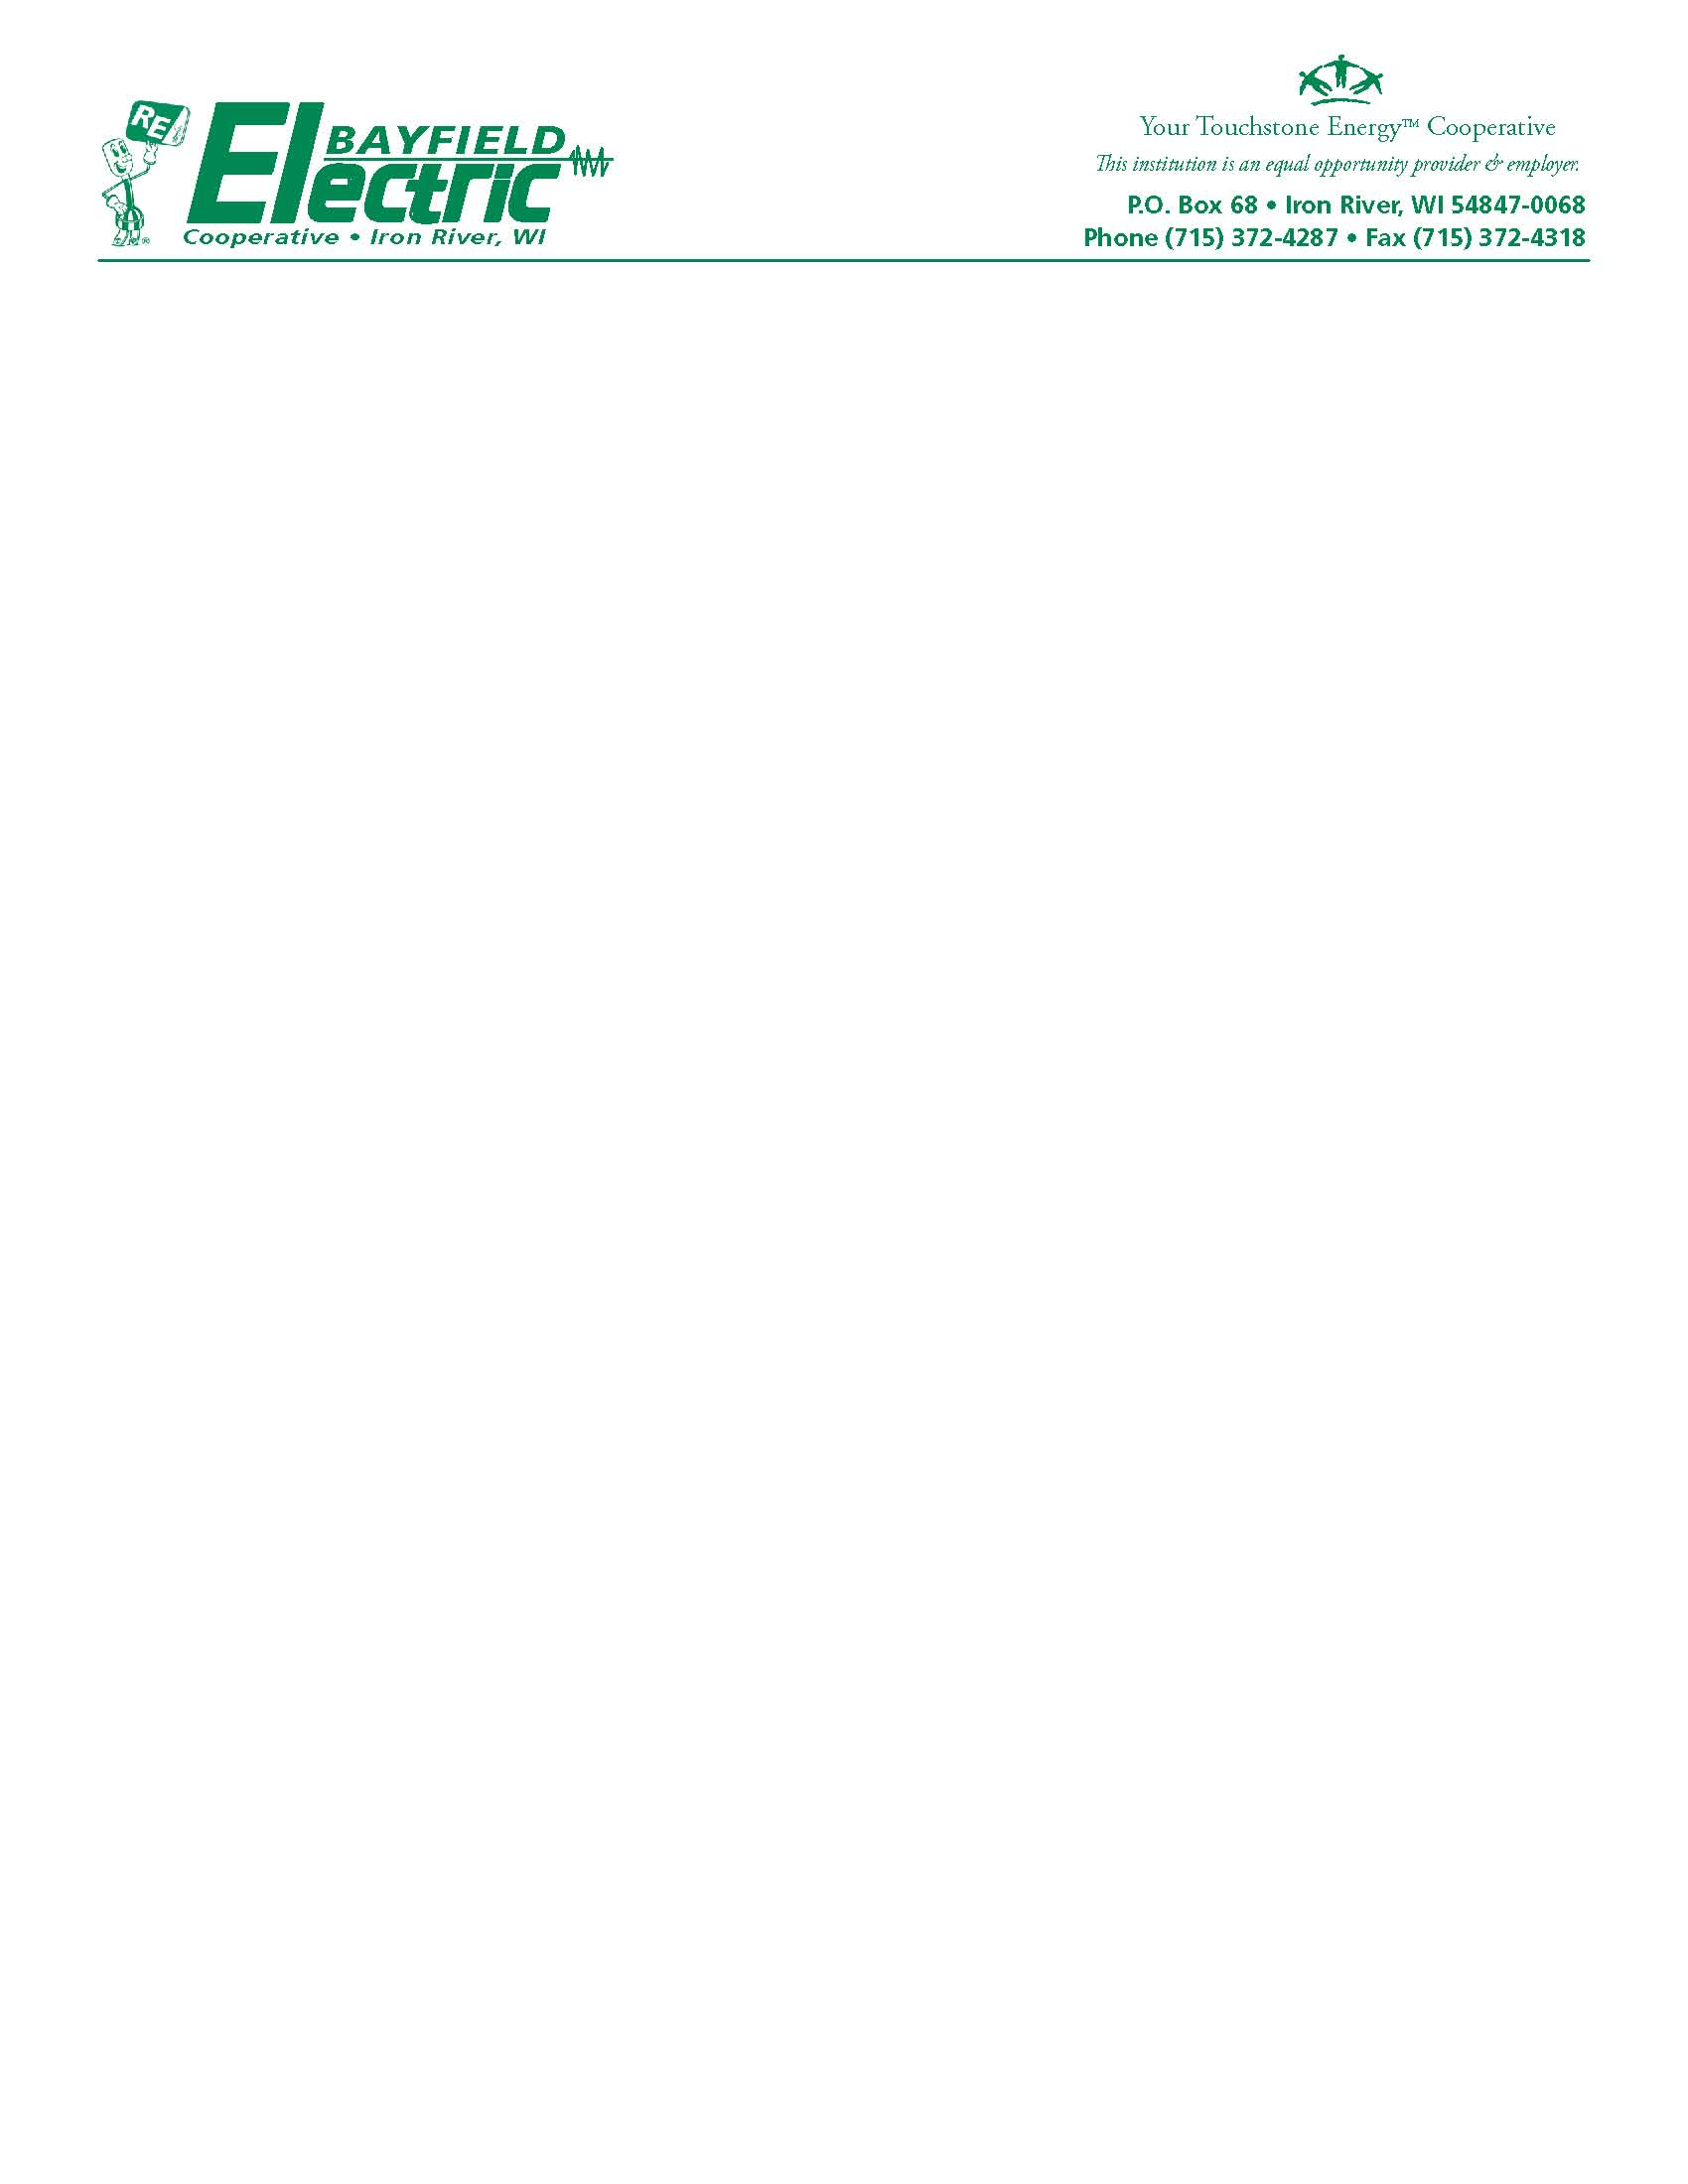 RE
BAYFIELD
Electric
Cooperative • Iron River, WI
Your Touchstone Energy™ Cooperative
This institution is an equal opportunity provider & employer.
P.O. Box 68 • Iron River, WI 54847-0068
Phone (715) 372-4287 • Fax (715) 372-4318